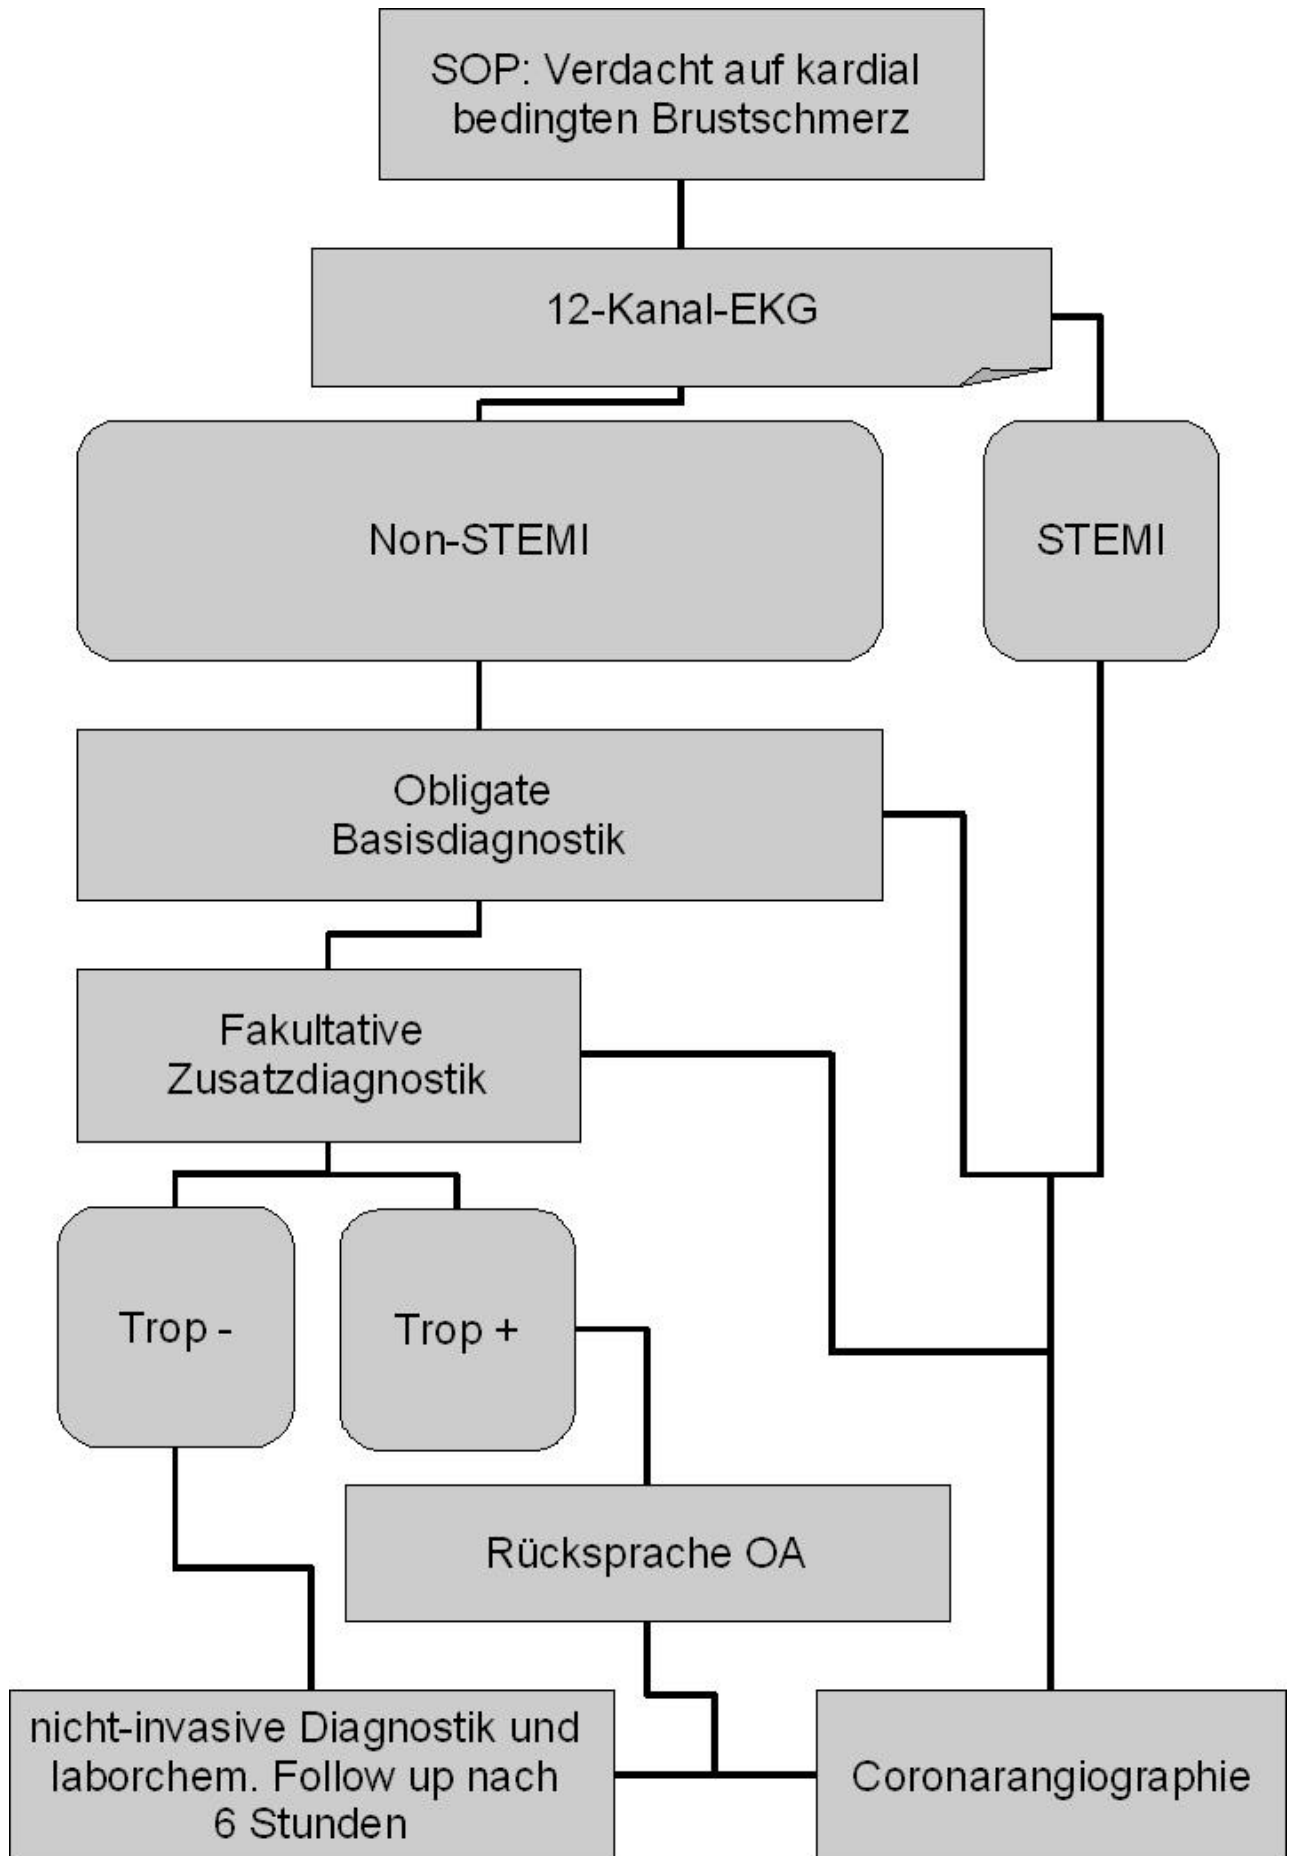 SOP: Verdacht auf kardial
bedingten Brustschmerz
12-Kanal-EKG
Non-STEMI
STEMI
Obligate
Basisdiagnostik
Fakultative
Zusatzdiagnostik
Trop -
Trop +
Rücksprache OA
nicht-invasive Diagnostik und
laborchem. Follow up nach
6 Stunden
Coronarangiographie